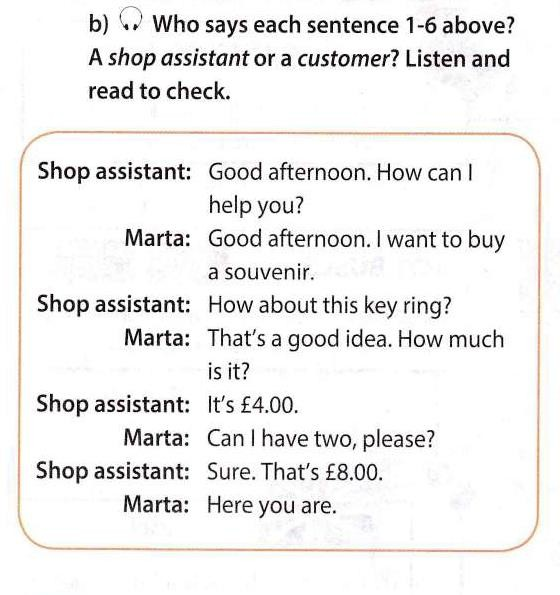 b) Who says each sentence 1-6 above?
A shop assistant or a customer? Listen and
read to check.
Shop assistant: Good afternoon. How can I
help you?
Marta: Good afternoon. I want to buy
a souvenir.
Shop assistant: How about this key ring?
Marta: That's a good idea. How much
is it?
Shop assistant: It's £4.00.
Marta: Can I have two, please?
Shop assistant: Sure. That's £8.00.
Marta: Here you are.